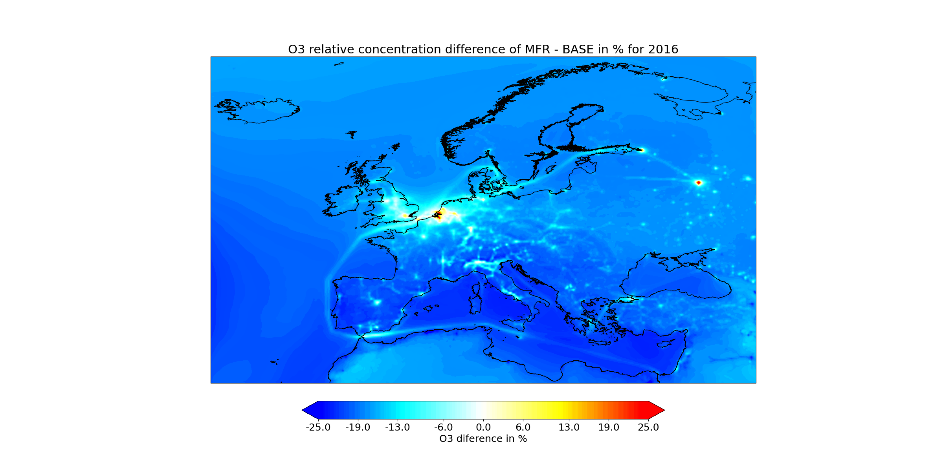 O3 relative concentration difference of MFR - BASE in % for 2016
-25.0 -19.0 -13.0 -6.0 0.0 6.0 13.0 19.0 25.0
O3 diference in %